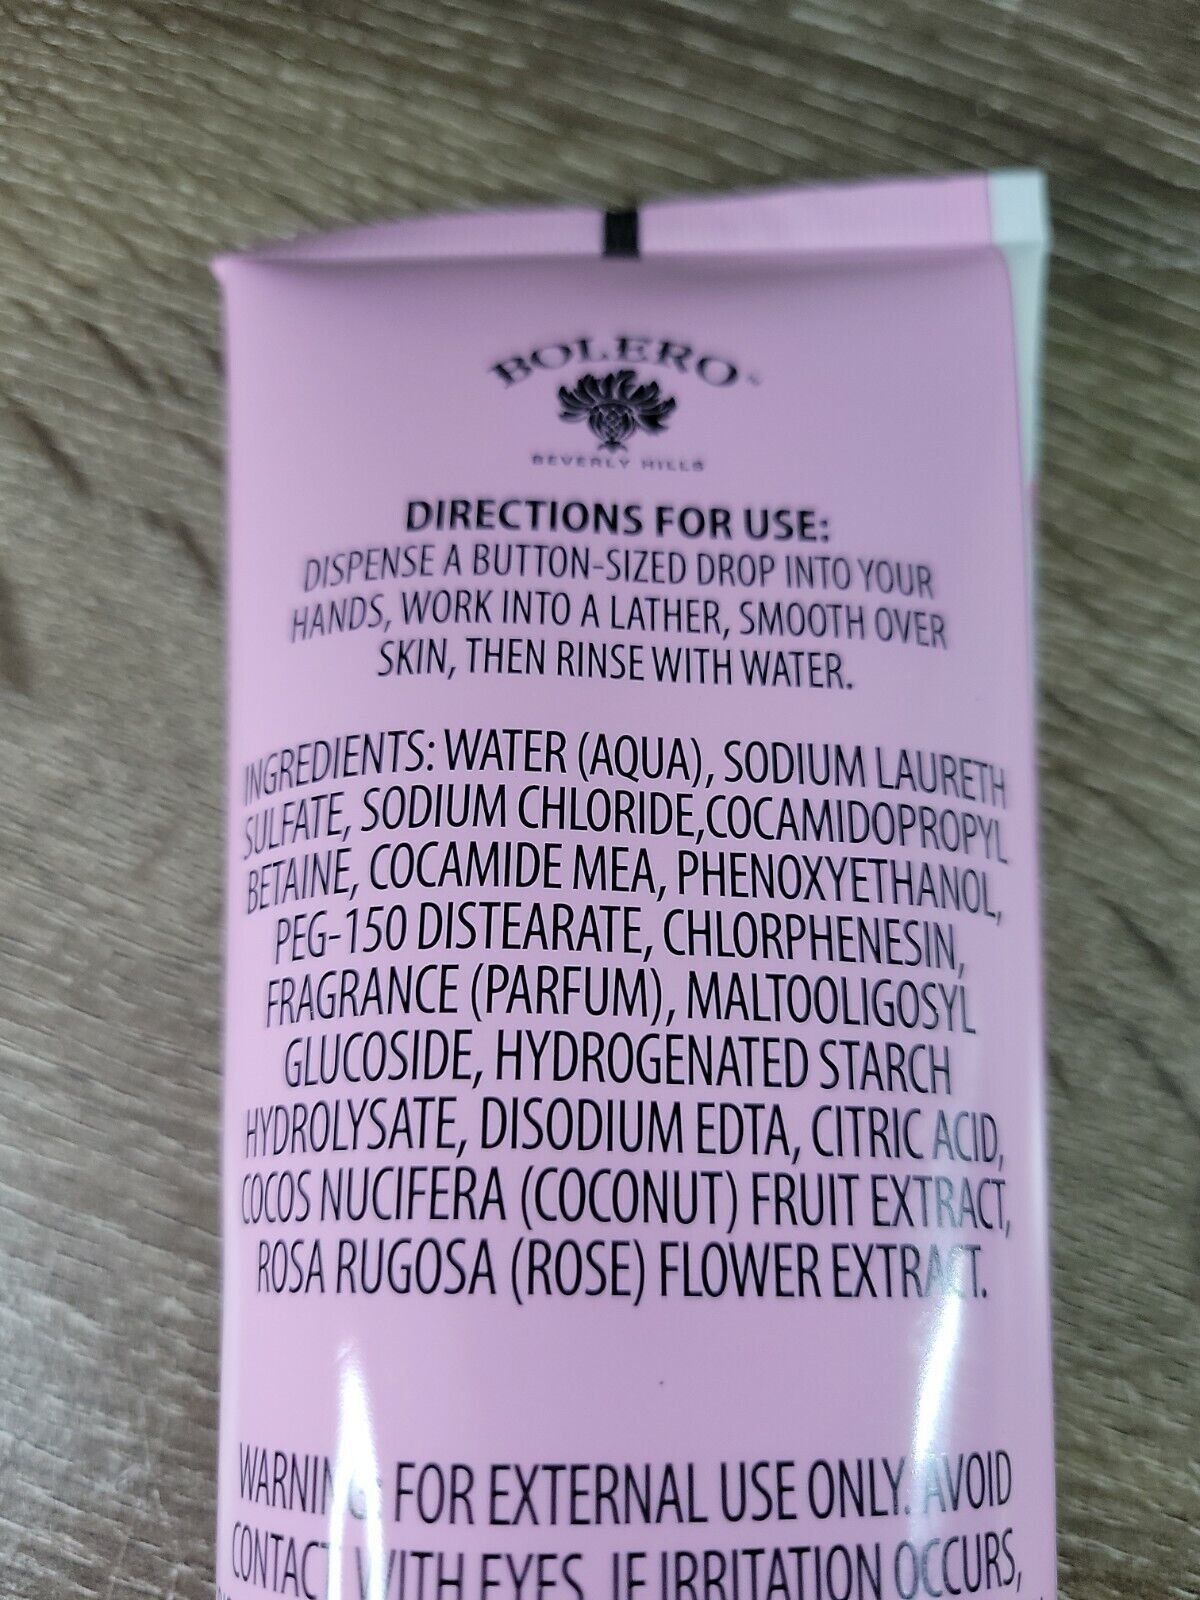 BOLERO
BEVERLY HILLS
DIRECTIONS FOR USE:
DISPENSE A BUTTON-SIZED DROP INTO YOUR
HANDS, WORK INTO A LATHER, SMOOTH OVER
SKIN, THEN RINSE WITH WATER.
INGREDIENTS: WATER (AQUA), SODIUM LAURETH
SULFATE, SODIUM CHLORIDE,COCAMIDOPROPYL
BETAINE, COCAMIDE MEA, PHENOXYETHANOL,
PEG-150 DISTEARATE, CHLORPHENESIN,
FRAGRANCE (PARFUM), MALTOOLIGOSYL
GLUCOSIDE, HYDROGENATED STARCH
HYDROLYSATE, DISODIUM EDTA, CITRIC ACID,
COCOS NUCIFERA (COCONUT) FRUIT EXTRACT,
ROSA RUGOSA (ROSE) FLOWER EXTRACT.
WARNING: FOR EXTERNAL USE ONLY. AVOID
CONTACT WITH EYES. IF IRRITATION OCCURS,